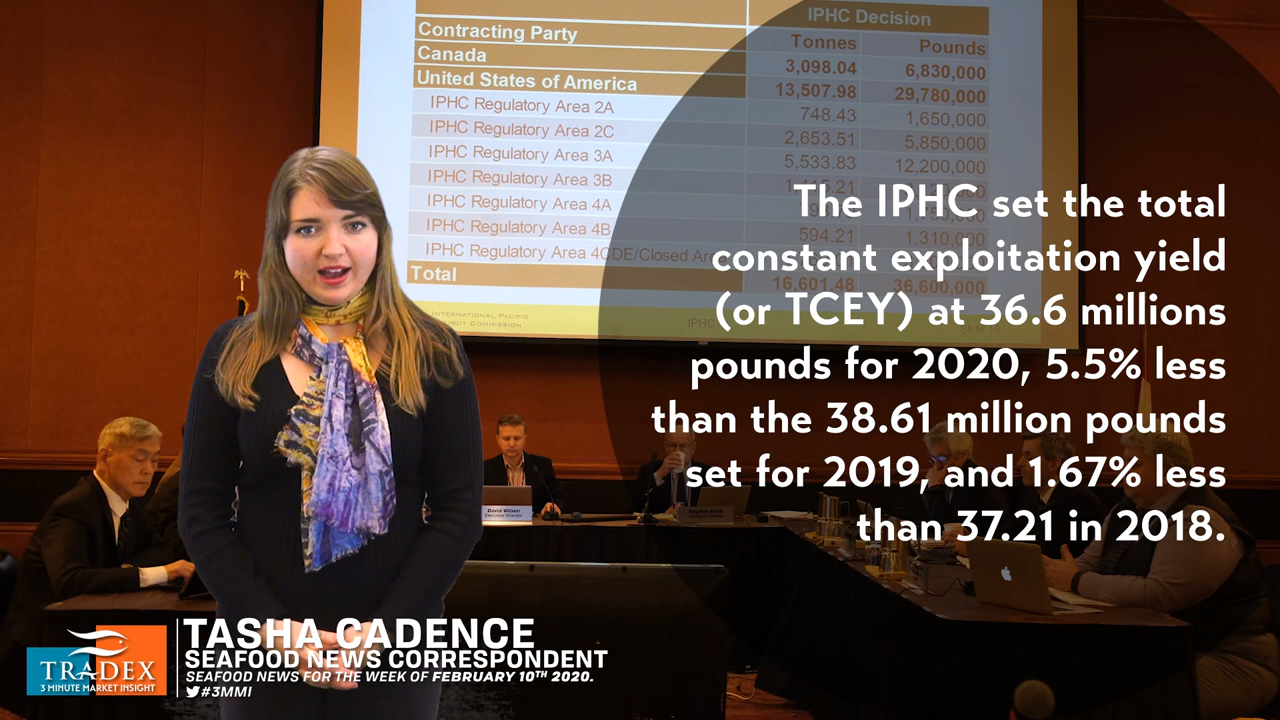 IPHC Decision
Contracting Party Tonnes Pounds
Canada 3,098.04 6,830,000
United States of America 13,507.98 29,780,000
IPHC Regulatory Area 2A 748.43 1,650,000
IPHC Regulatory Area 2C 2,653.51 5,850,000
IPHC Regulatory Area 3A 5,533.83 12,200,000
IPHC Regulatory Area 3B
IPHC Regulatory Area 4A
IPHC Regulatory Area 4B 594.21 1,310,000
IPHC Regulatory Area 4CDE/Closed
Total 16,601.48 36,600,000
INTERNATIONAL PACIFIC
COMMISSION IPHC
The IPHC set the total
constant exploitation yield
(or TCEY) at 36.6 millions
pounds for 2020, 5.5% less
than the 38.61 million pounds
set for 2019, and 1.67% less
than 37.21 in 2018.
David Wilson
Executive Director
TRADEX
3 MINUTE MARKET INSIGHT
TASHA CADENCE
SEAFOOD NEWS CORRESPONDENT
SEAFOOD NEWS FOR THE WEEK OF FEBRUARY 10TH 2020.
#3MMI